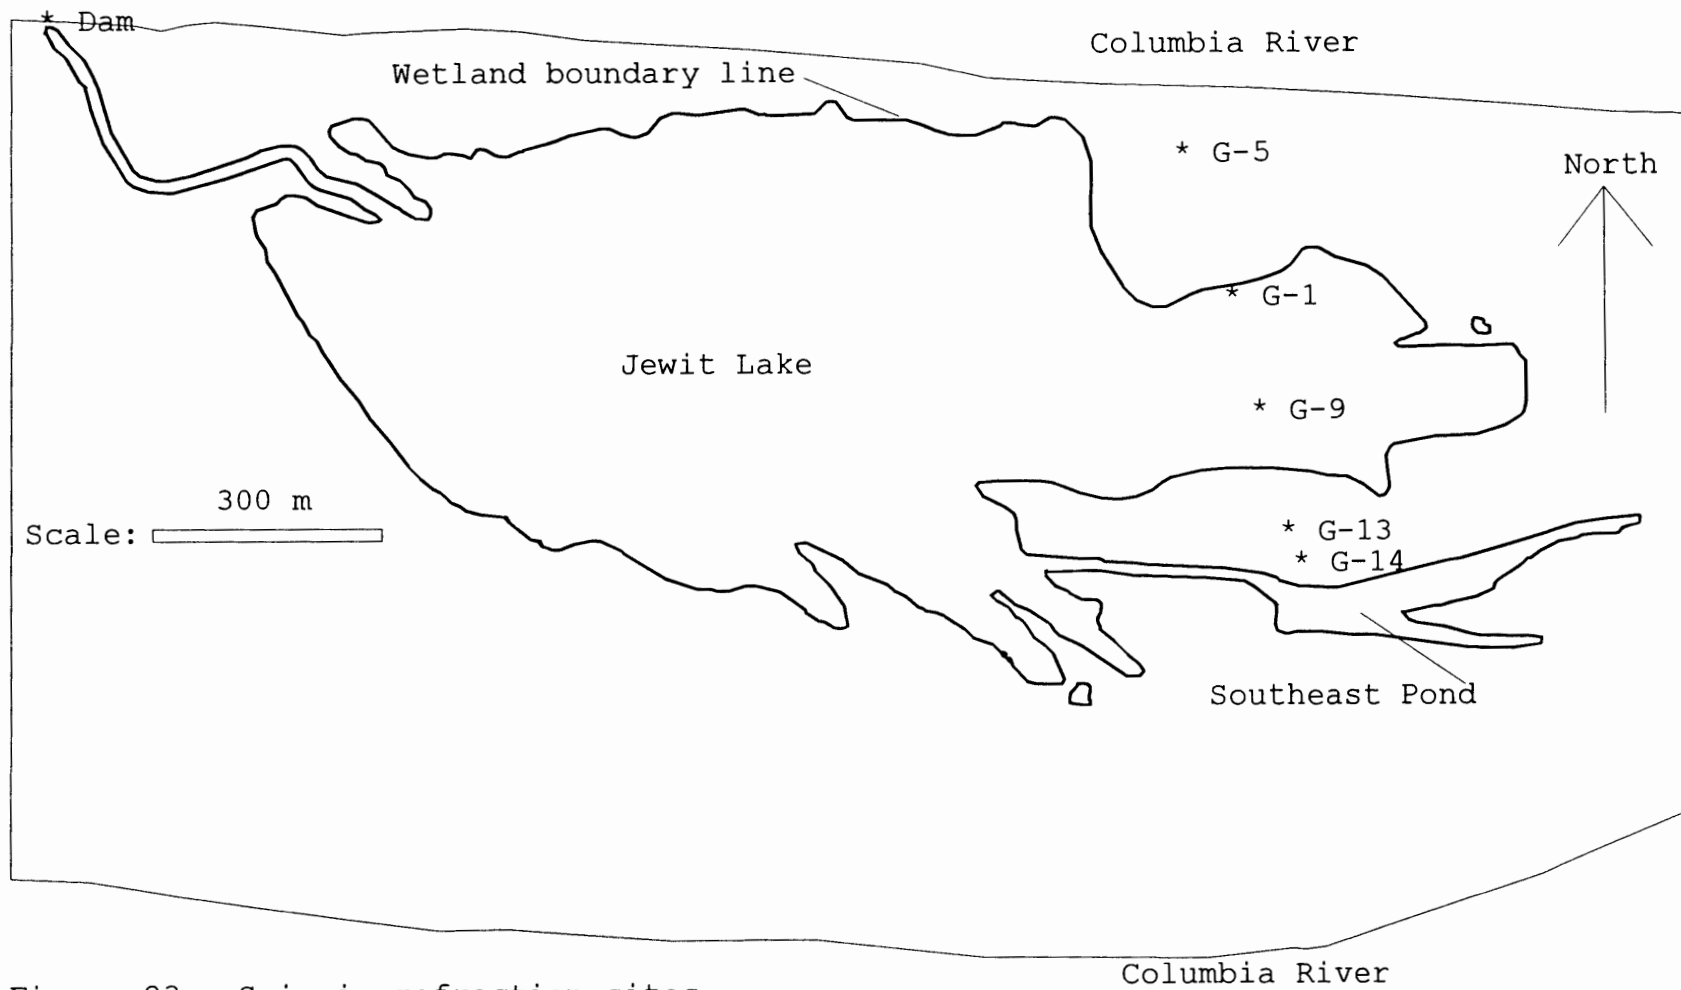 * Dam
Columbia River
Wetland boundary line
* G-5
North
* G-1
Jewit Lake
* G-9
300 m
Scale:
* G-13
* G-14
Southeast Pond
Columbia River